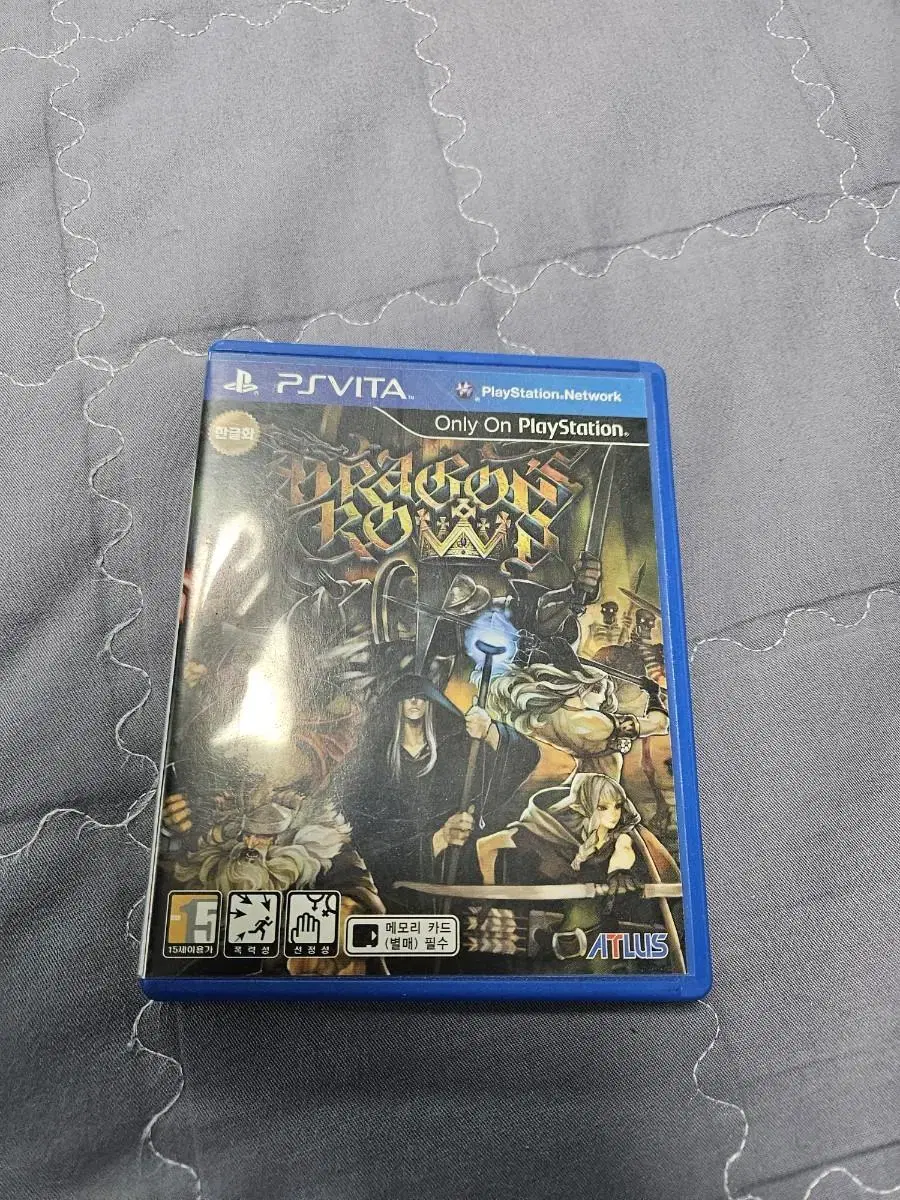 PSVITA™
PlayStation®Network
Only On PlayStation®
한글화
DRAGON'S
CROWN
15
15세이용가
폭력성
선정성
메모리 카드
(별매) 필수
ATLUS